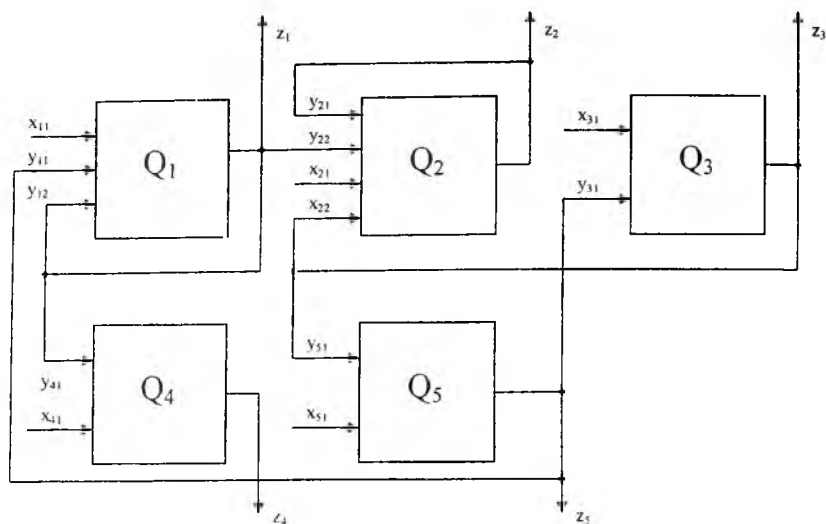 z₁
z₂
z₃
x₁₁
y₁₁
y₁₂
Q₁
y₂₁
y₂₂
x₂₁
x₂₂
Q₂
x₃₁
y₃₁
Q₃
y₄₁
x₄₁
Q₄
y₅₁
x₅₁
Q₅
z₄
z₅